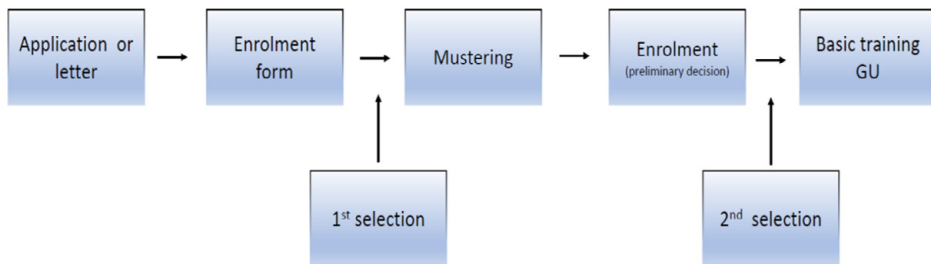 Application or
letter
Enrolment
form
Mustering
Enrolment
(preliminary decision)
Basic training
GU
1st selection
2nd selection